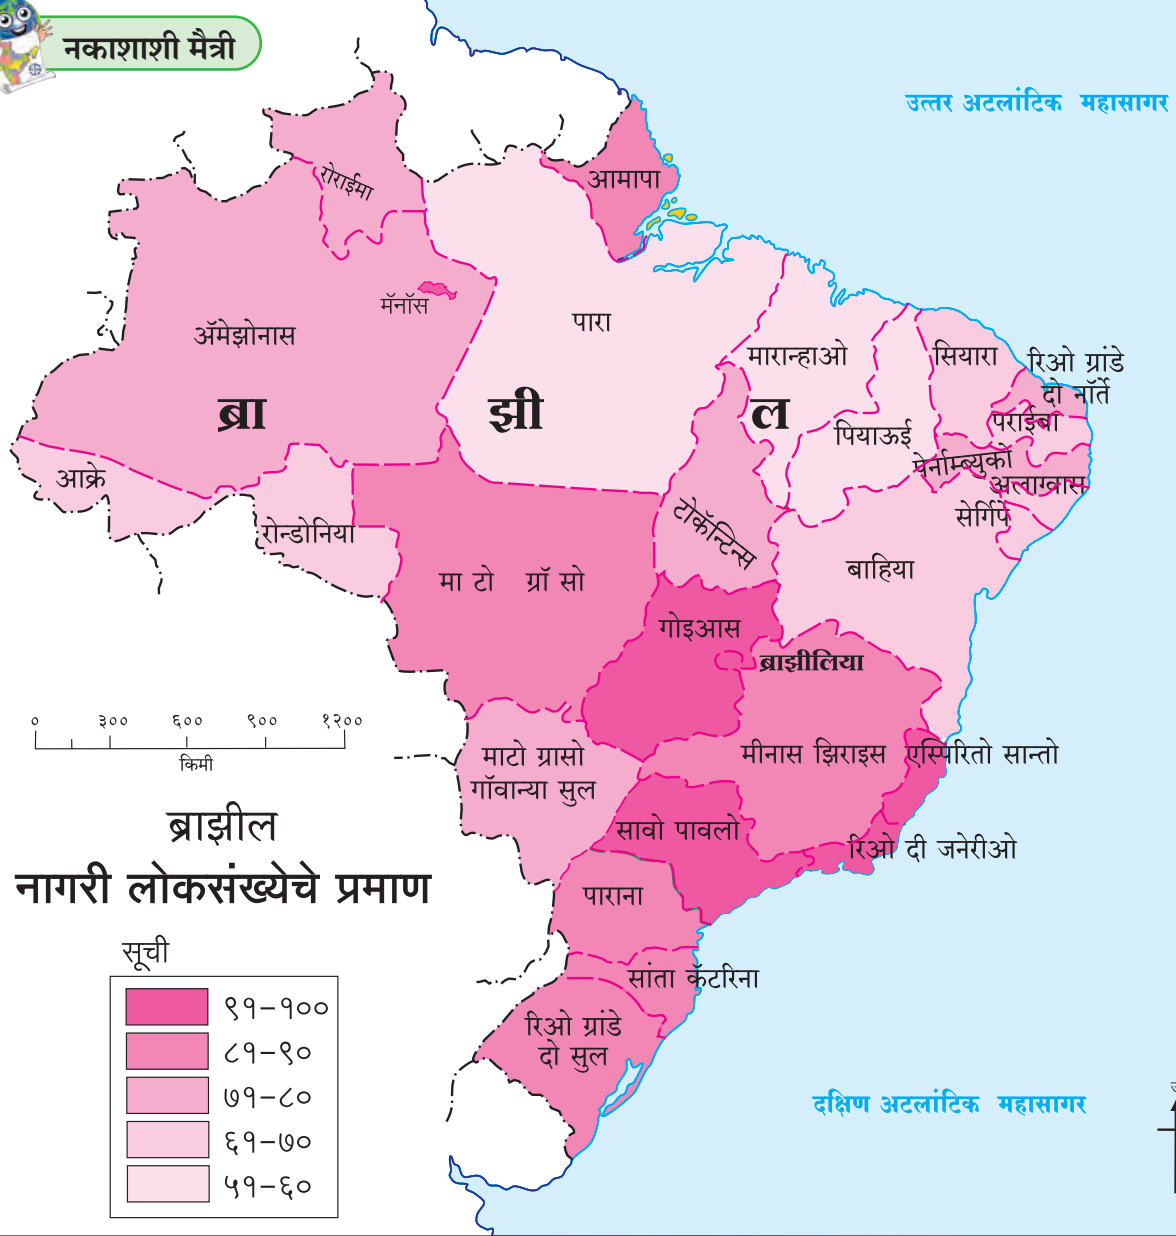 नकाशाशी मैत्री
उत्तर अटलांटिक महासागर
रोराईमा
आमापा
मॅनॉस
ॲमेझोनास
पारा
मारान्हाओ
सियारा
रिओ ग्रांडे
दो नॉर्ते
पराईबा
ब्रा झी ल
पियाऊई
पेर्नाम्ब्युको
अलाग्वास
आक्रे
सेर्गिपे
रोन्डोनिया
टोकॅन्टिन्स
मा टो ग्रॉ सो
बाहिया
गोइआस
ब्राझीलिया
० ३०० ६०० ९०० १२००
किमी
माटो ग्रासो
गॉवान्या सुल
मीनास झिराइस
एस्पिरितो सान्तो
सावो पावलो
रिओ दी जनेरीओ
ब्राझील
नागरी लोकसंख्येचे प्रमाण
पाराना
सांता कॅटरिना
रिओ ग्रांडे
दो सुल
सूची
९१–१००
८१–९०
७१–८०
६१–७०
५१–६०
दक्षिण अटलांटिक महासागर